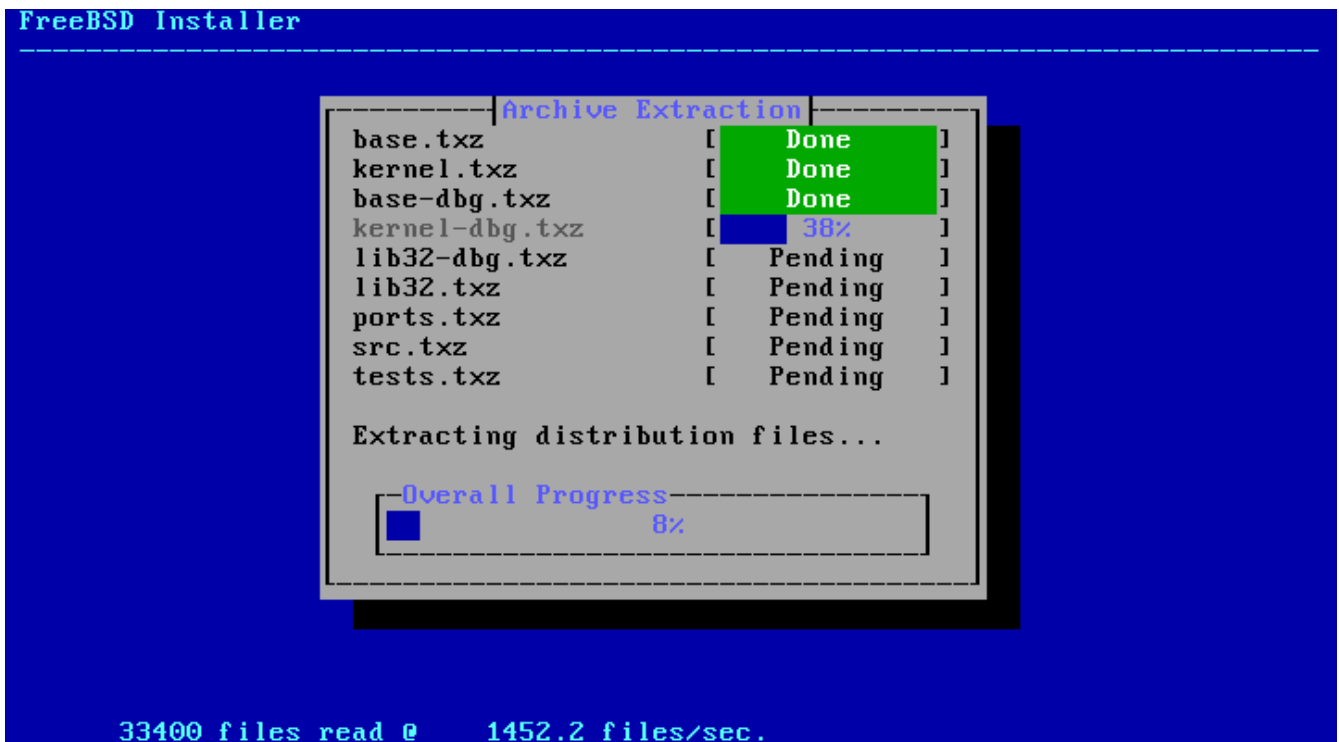 FreeBSD Installer
Archive Extraction
base.txz [ Done ]
kernel.txz [ Done ]
base-dbg.txz [ Done ]
kernel-dbg.txz [ 38% ]
lib32-dbg.txz [ Pending ]
lib32.txz [ Pending ]
ports.txz [ Pending ]
src.txz [ Pending ]
tests.txz [ Pending ]
Extracting distribution files...
Overall Progress
8%
33400 files read @ 1452.2 files/sec.